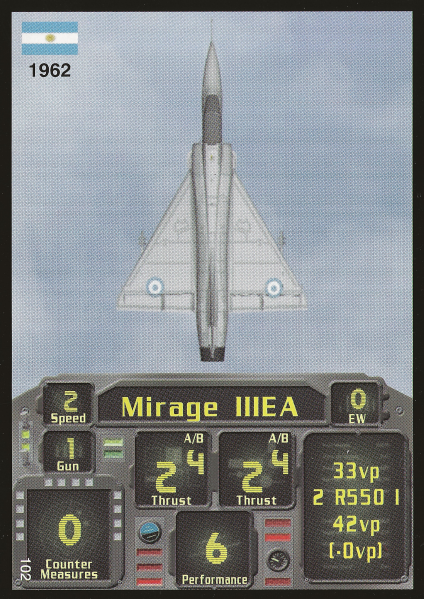 1962
Mirage IIIEA
2
Speed
0
EW
1
Gun
A/B
2 4
Thrust
A/B
2 4
Thrust
33vp
2 R550 I
42vp
(-0vp)
0
Counter
Measures
6
Performance
102